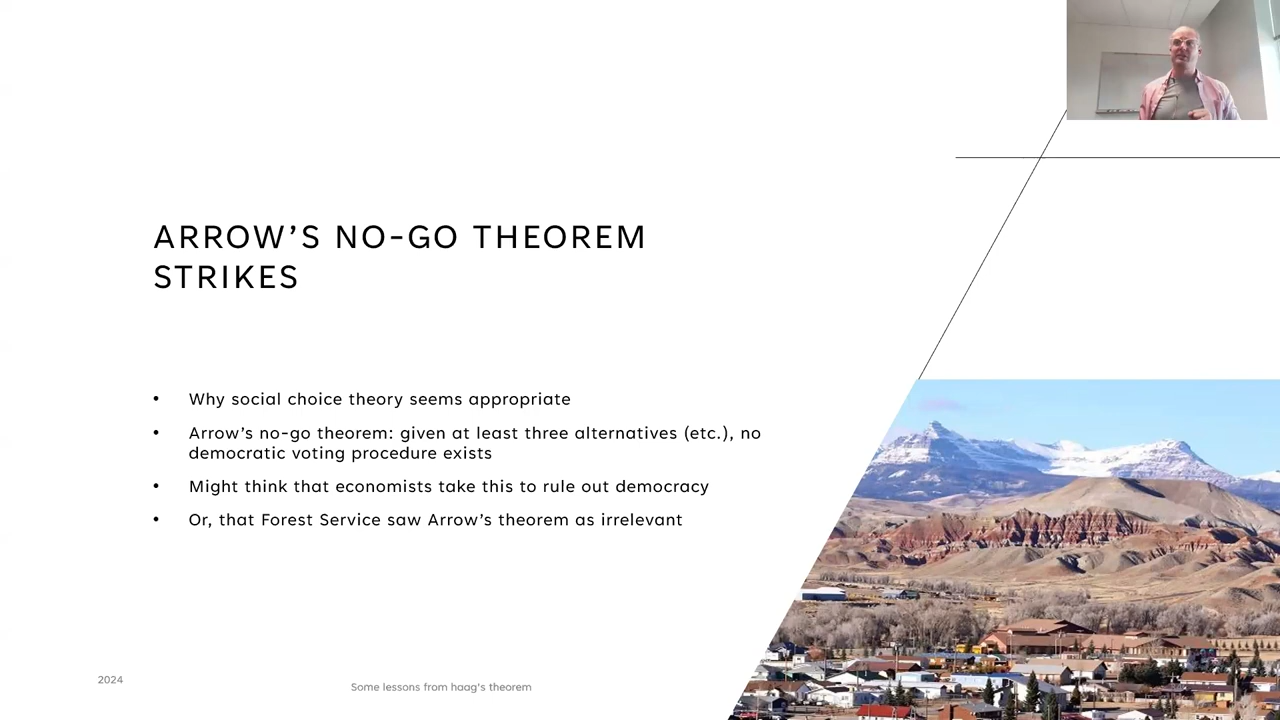 ARROW’S NO-GO THEOREM
STRIKES
• Why social choice theory seems appropriate
• Arrow’s no-go theorem: given at least three alternatives (etc.), no
democratic voting procedure exists
• Might think that economists take this to rule out democracy
• Or, that Forest Service saw Arrow’s theorem as irrelevant
2024
Some lessons from haag’s theorem